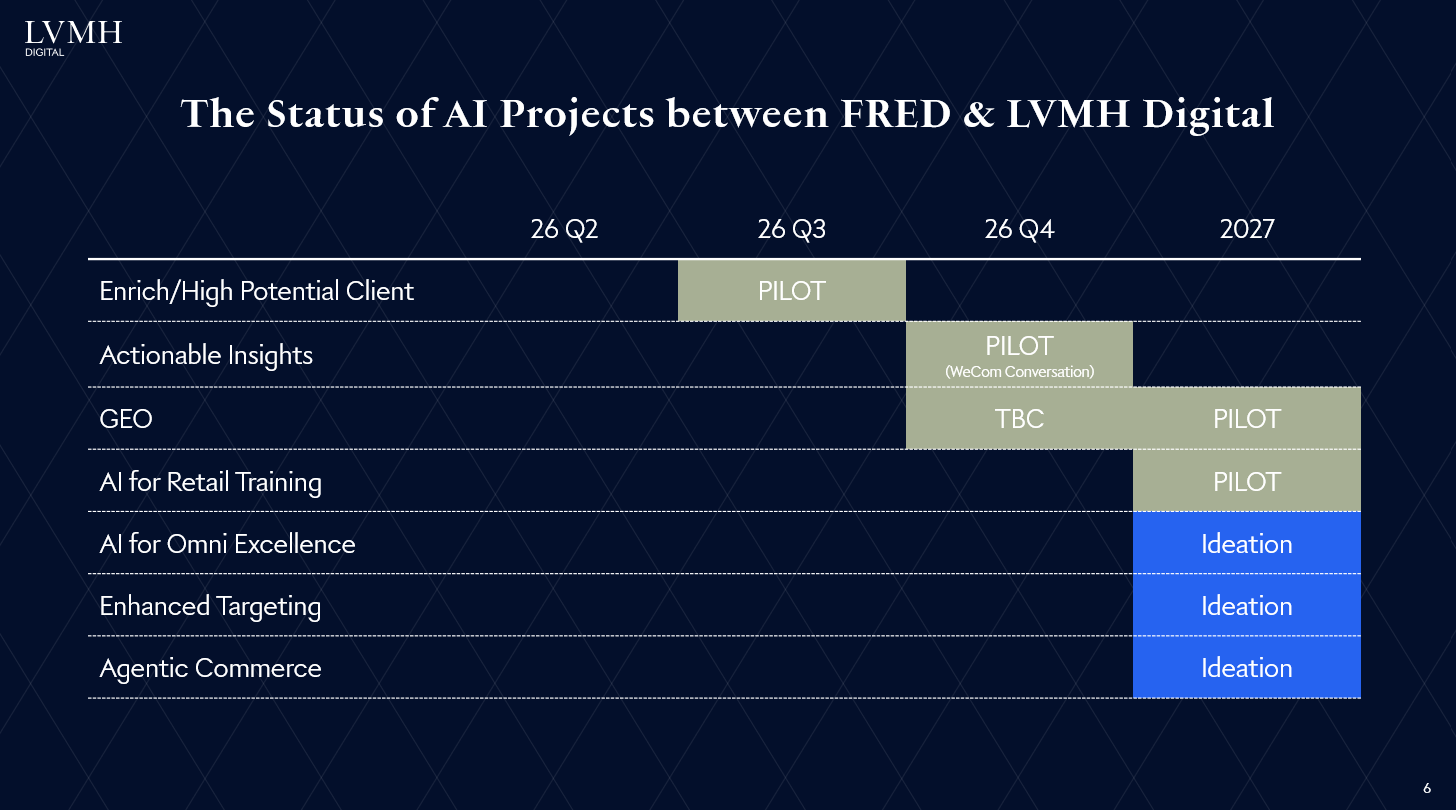 LVMH
DIGITAL
The Status of AI Projects between FRED & LVMH Digital
26 Q2 26 Q3 26 Q4 2027
Enrich/High Potential Client PILOT
Actionable Insights PILOT
(WeCom Conversation)
GEO TBC PILOT
AI for Retail Training PILOT
AI for Omni Excellence Ideation
Enhanced Targeting Ideation
Agentic Commerce Ideation
6